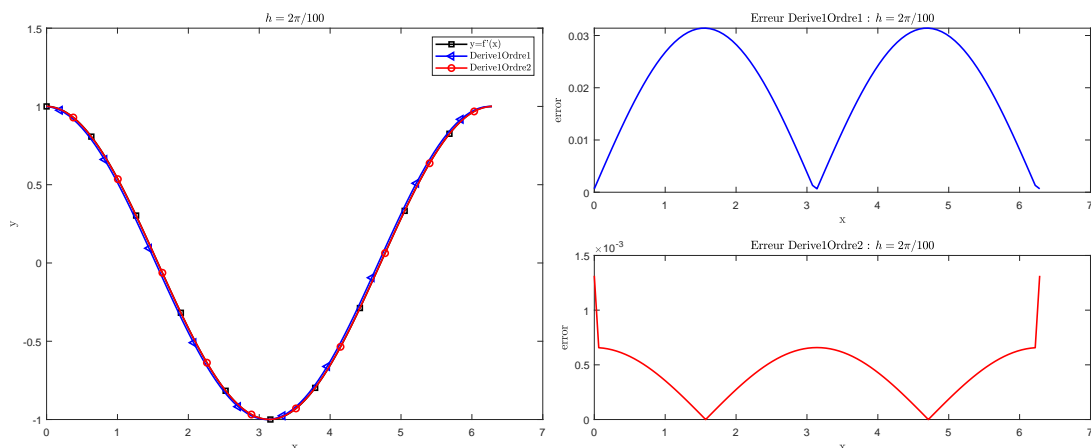 h = 2π/100
1.5
1
0.5
0
-0.5
-1
y
0 1 2 3 4 5 6 7
x
y=f'(x)
Derive1Ordre1
Derive1Ordre2
Erreur Derive1Ordre1 : h = 2π/100
0.03
0.02
0.01
0
error
0 1 2 3 4 5 6 7
x
Erreur Derive1Ordre2 : h = 2π/100
×10⁻³
1.5
1
0.5
0
error
0 1 2 3 4 5 6 7
x